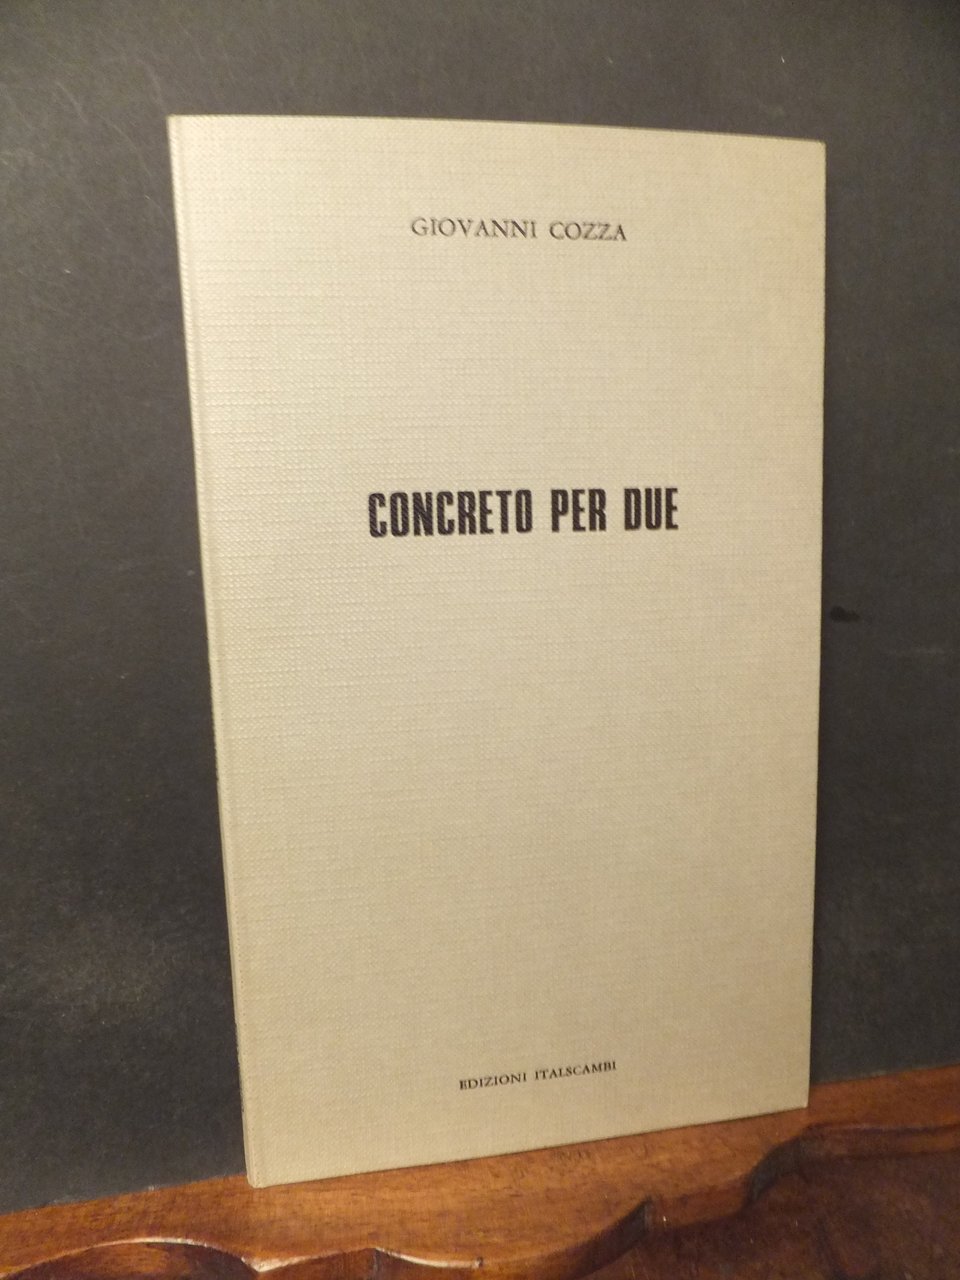 GIOVANNI COZZA
CONCRETO PER DUE
EDIZIONI ITALSCAMBI